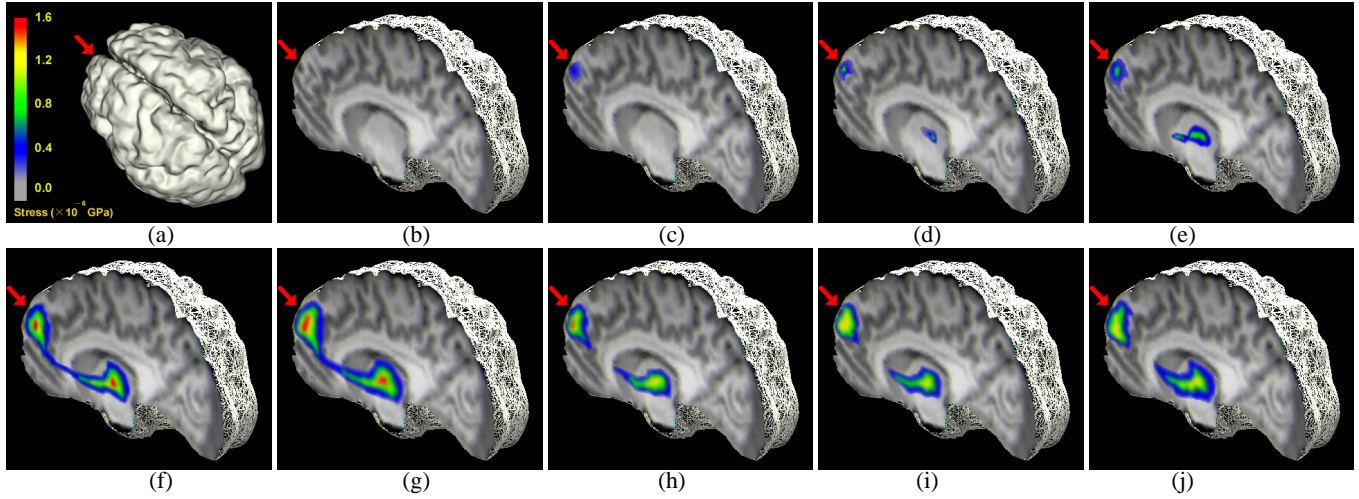 1.6
1.2
0.8
0.4
0.0
Stress (×10⁻⁶ GPa)
(a) (b) (c) (d) (e)
(f) (g) (h) (i) (j)